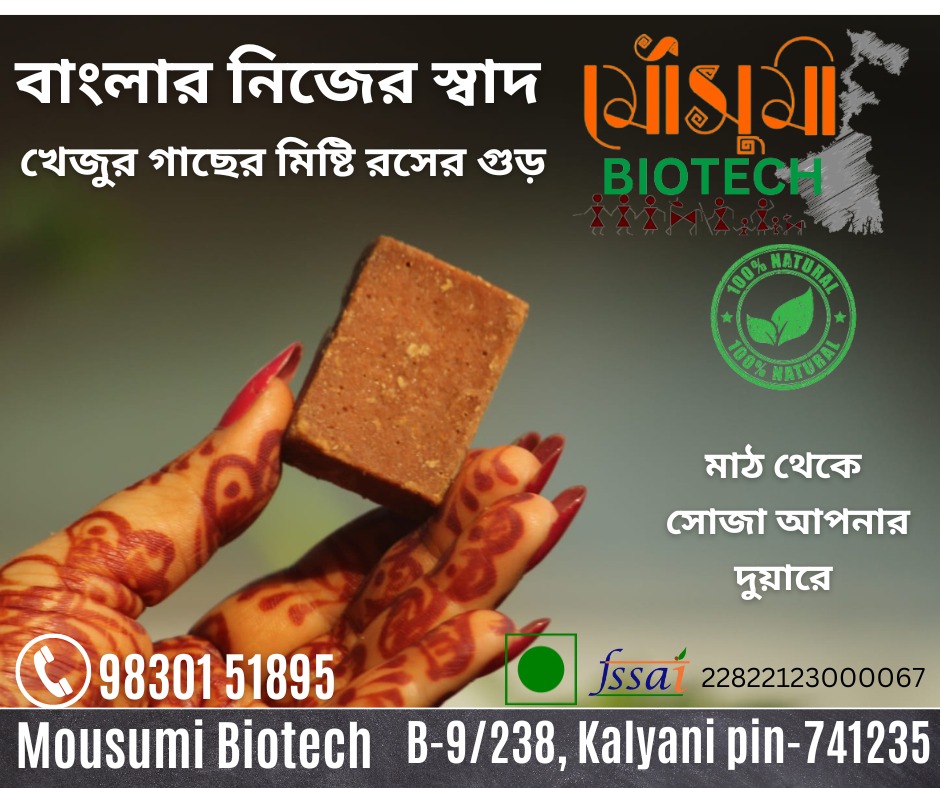 বাংলার নিজের স্বাদ
খেজুর গাছের মিষ্টি রসের গুড়
মৌসুমী
BIOTECH
100% NATURAL
100% NATURAL
মাঠ থেকে
সোজা আপনার
দুয়ারে
98301 51895
fssai 22822123000067
Mousumi Biotech B-9/238, Kalyani pin-741235